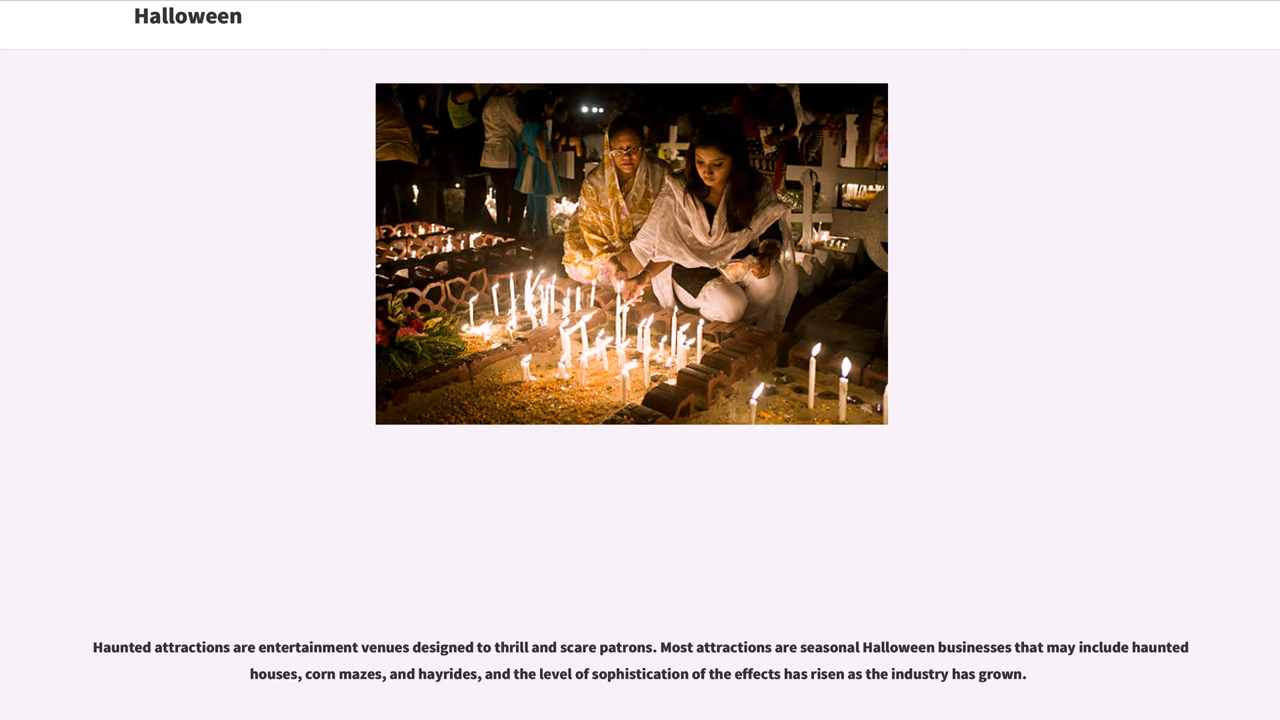 Halloween
Haunted attractions are entertainment venues designed to thrill and scare patrons. Most attractions are seasonal Halloween businesses that may include haunted
houses, corn mazes, and hayrides, and the level of sophistication of the effects has risen as the industry has grown.